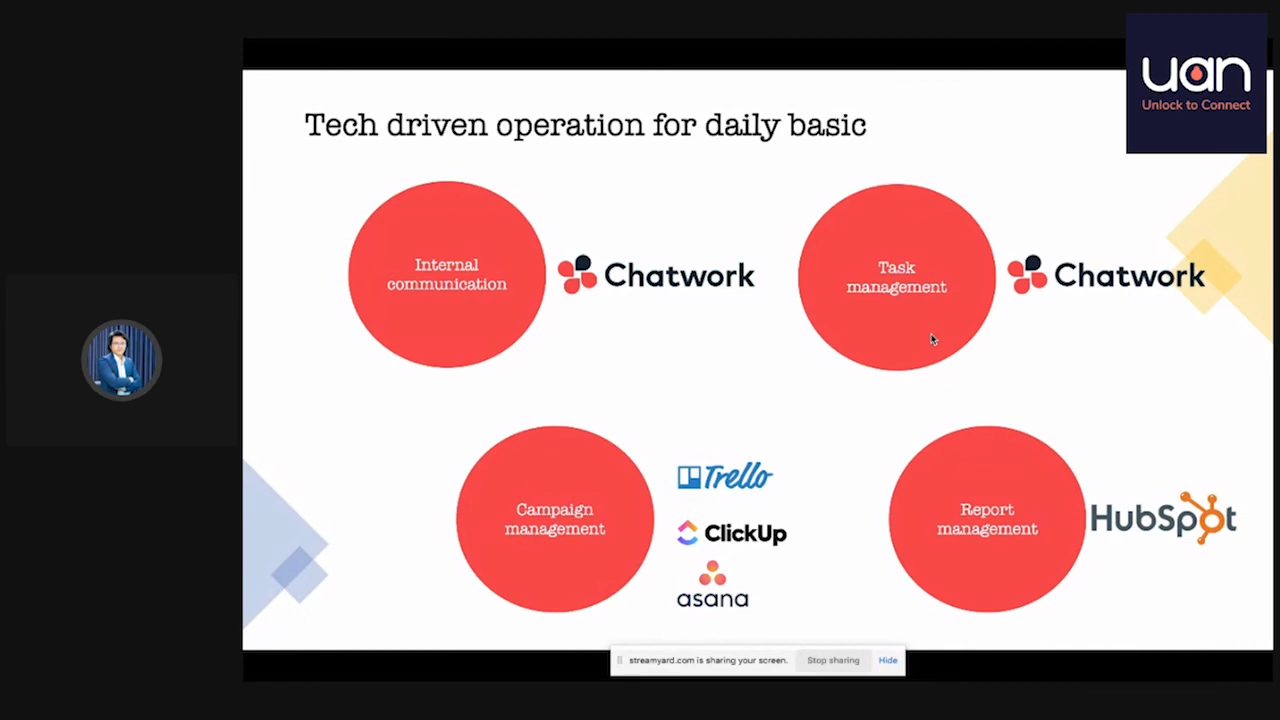 uan
Unlock to Connect
Tech driven operation for daily basic
Internal
communication
Chatwork
Task
management
Chatwork
Campaign
management
Trello
ClickUp
asana
Report
management
HubSpot
streamyard.com is sharing your screen.
Stop sharing
Hide